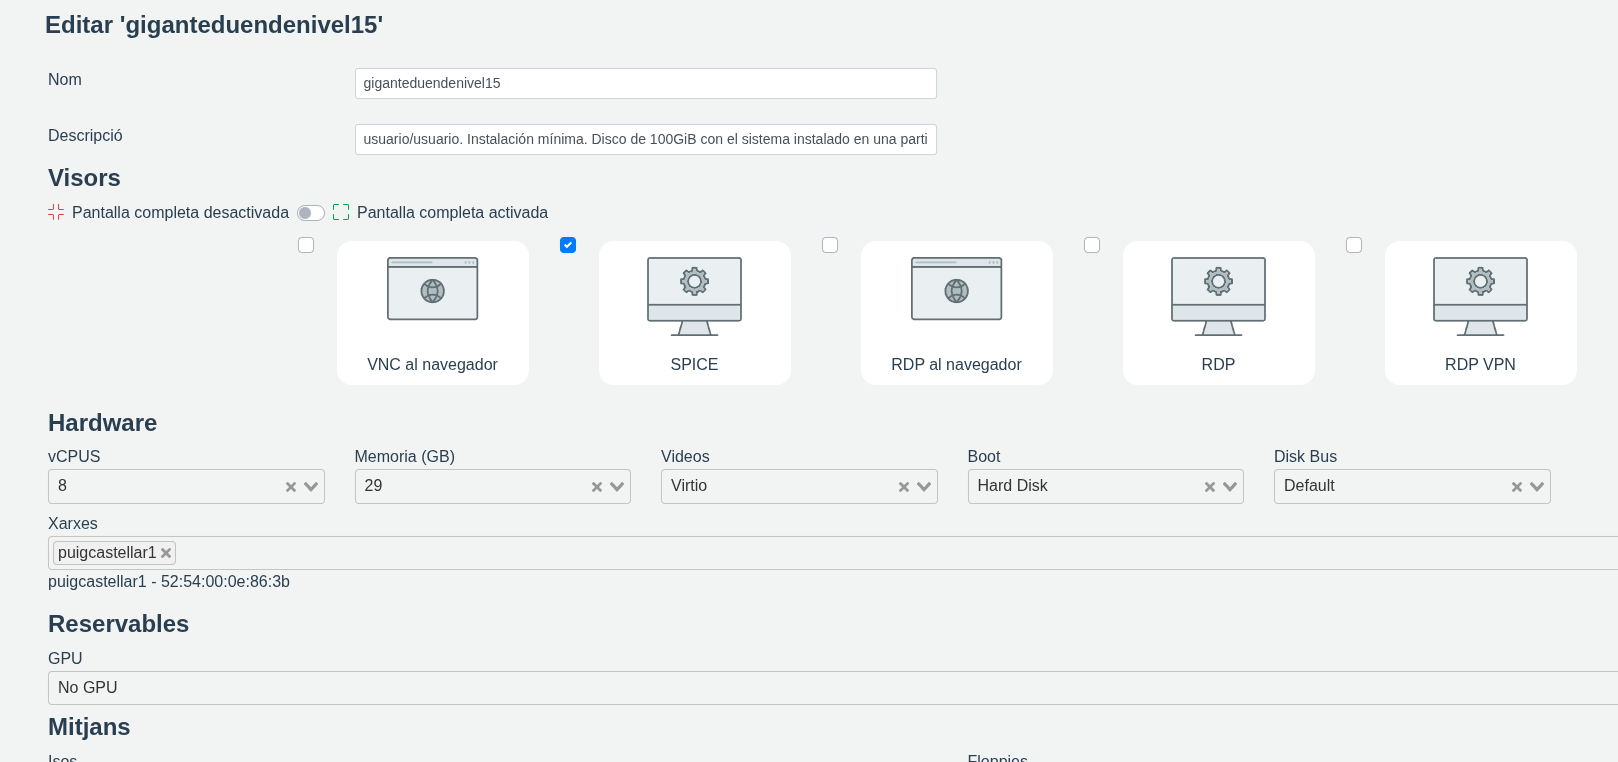 Editar 'giganteduendenivel15'
Nom
giganteduendenivel15
Descripció
usuario/usuario. Instalación mínima. Disco de 100GiB con el sistema instalado en una parti
Visors
Pantalla completa desactivada Pantalla completa activada
VNC al navegador SPICE RDP al navegador RDP RDP VPN
Hardware
vCPUS Memoria (GB) Videos Boot Disk Bus
8 29 Virtio Hard Disk Default
Xarxes
puigcastellar1
puigcastellar1 - 52:54:00:0e:86:3b
Reservables
GPU
No GPU
Mitjans
Isos Floppies